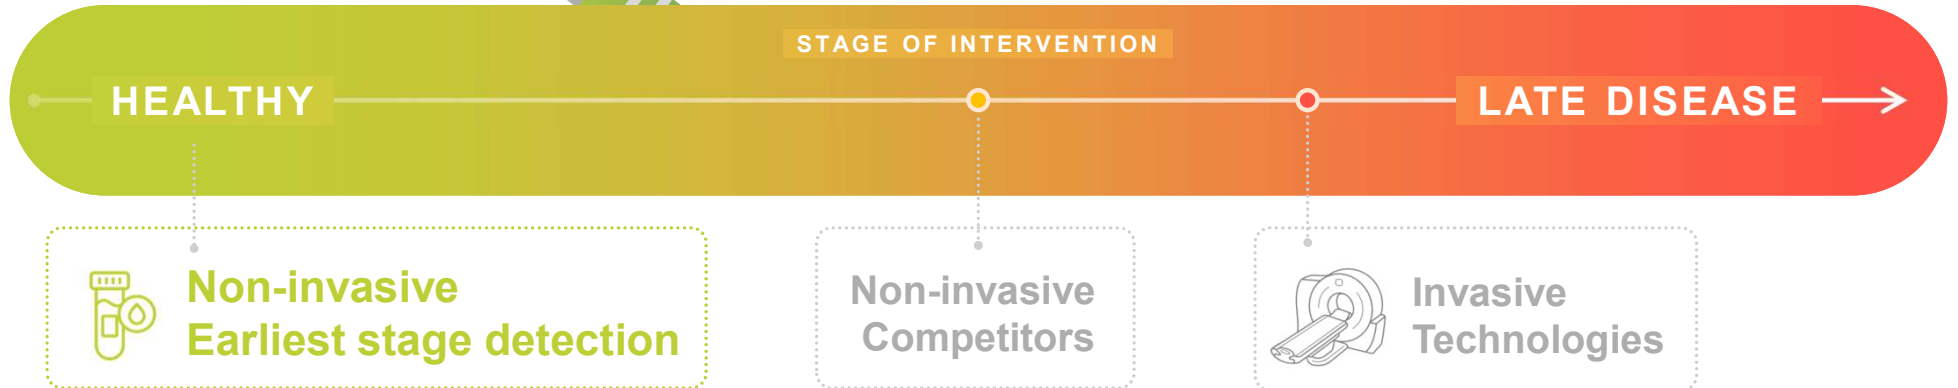 STAGE OF INTERVENTION
HEALTHY
LATE DISEASE
Non-invasive
Earliest stage detection
Non-invasive
Competitors
Invasive
Technologies